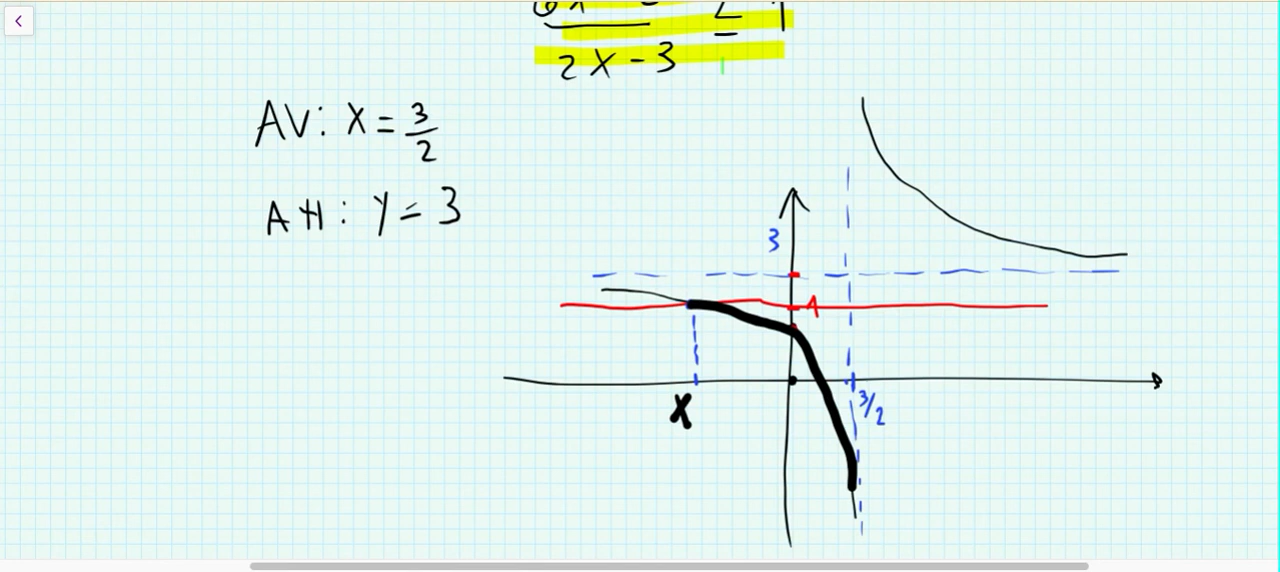 2x - 3
AV: x = 3/2
AH: y = 3
3
1
3/2
x